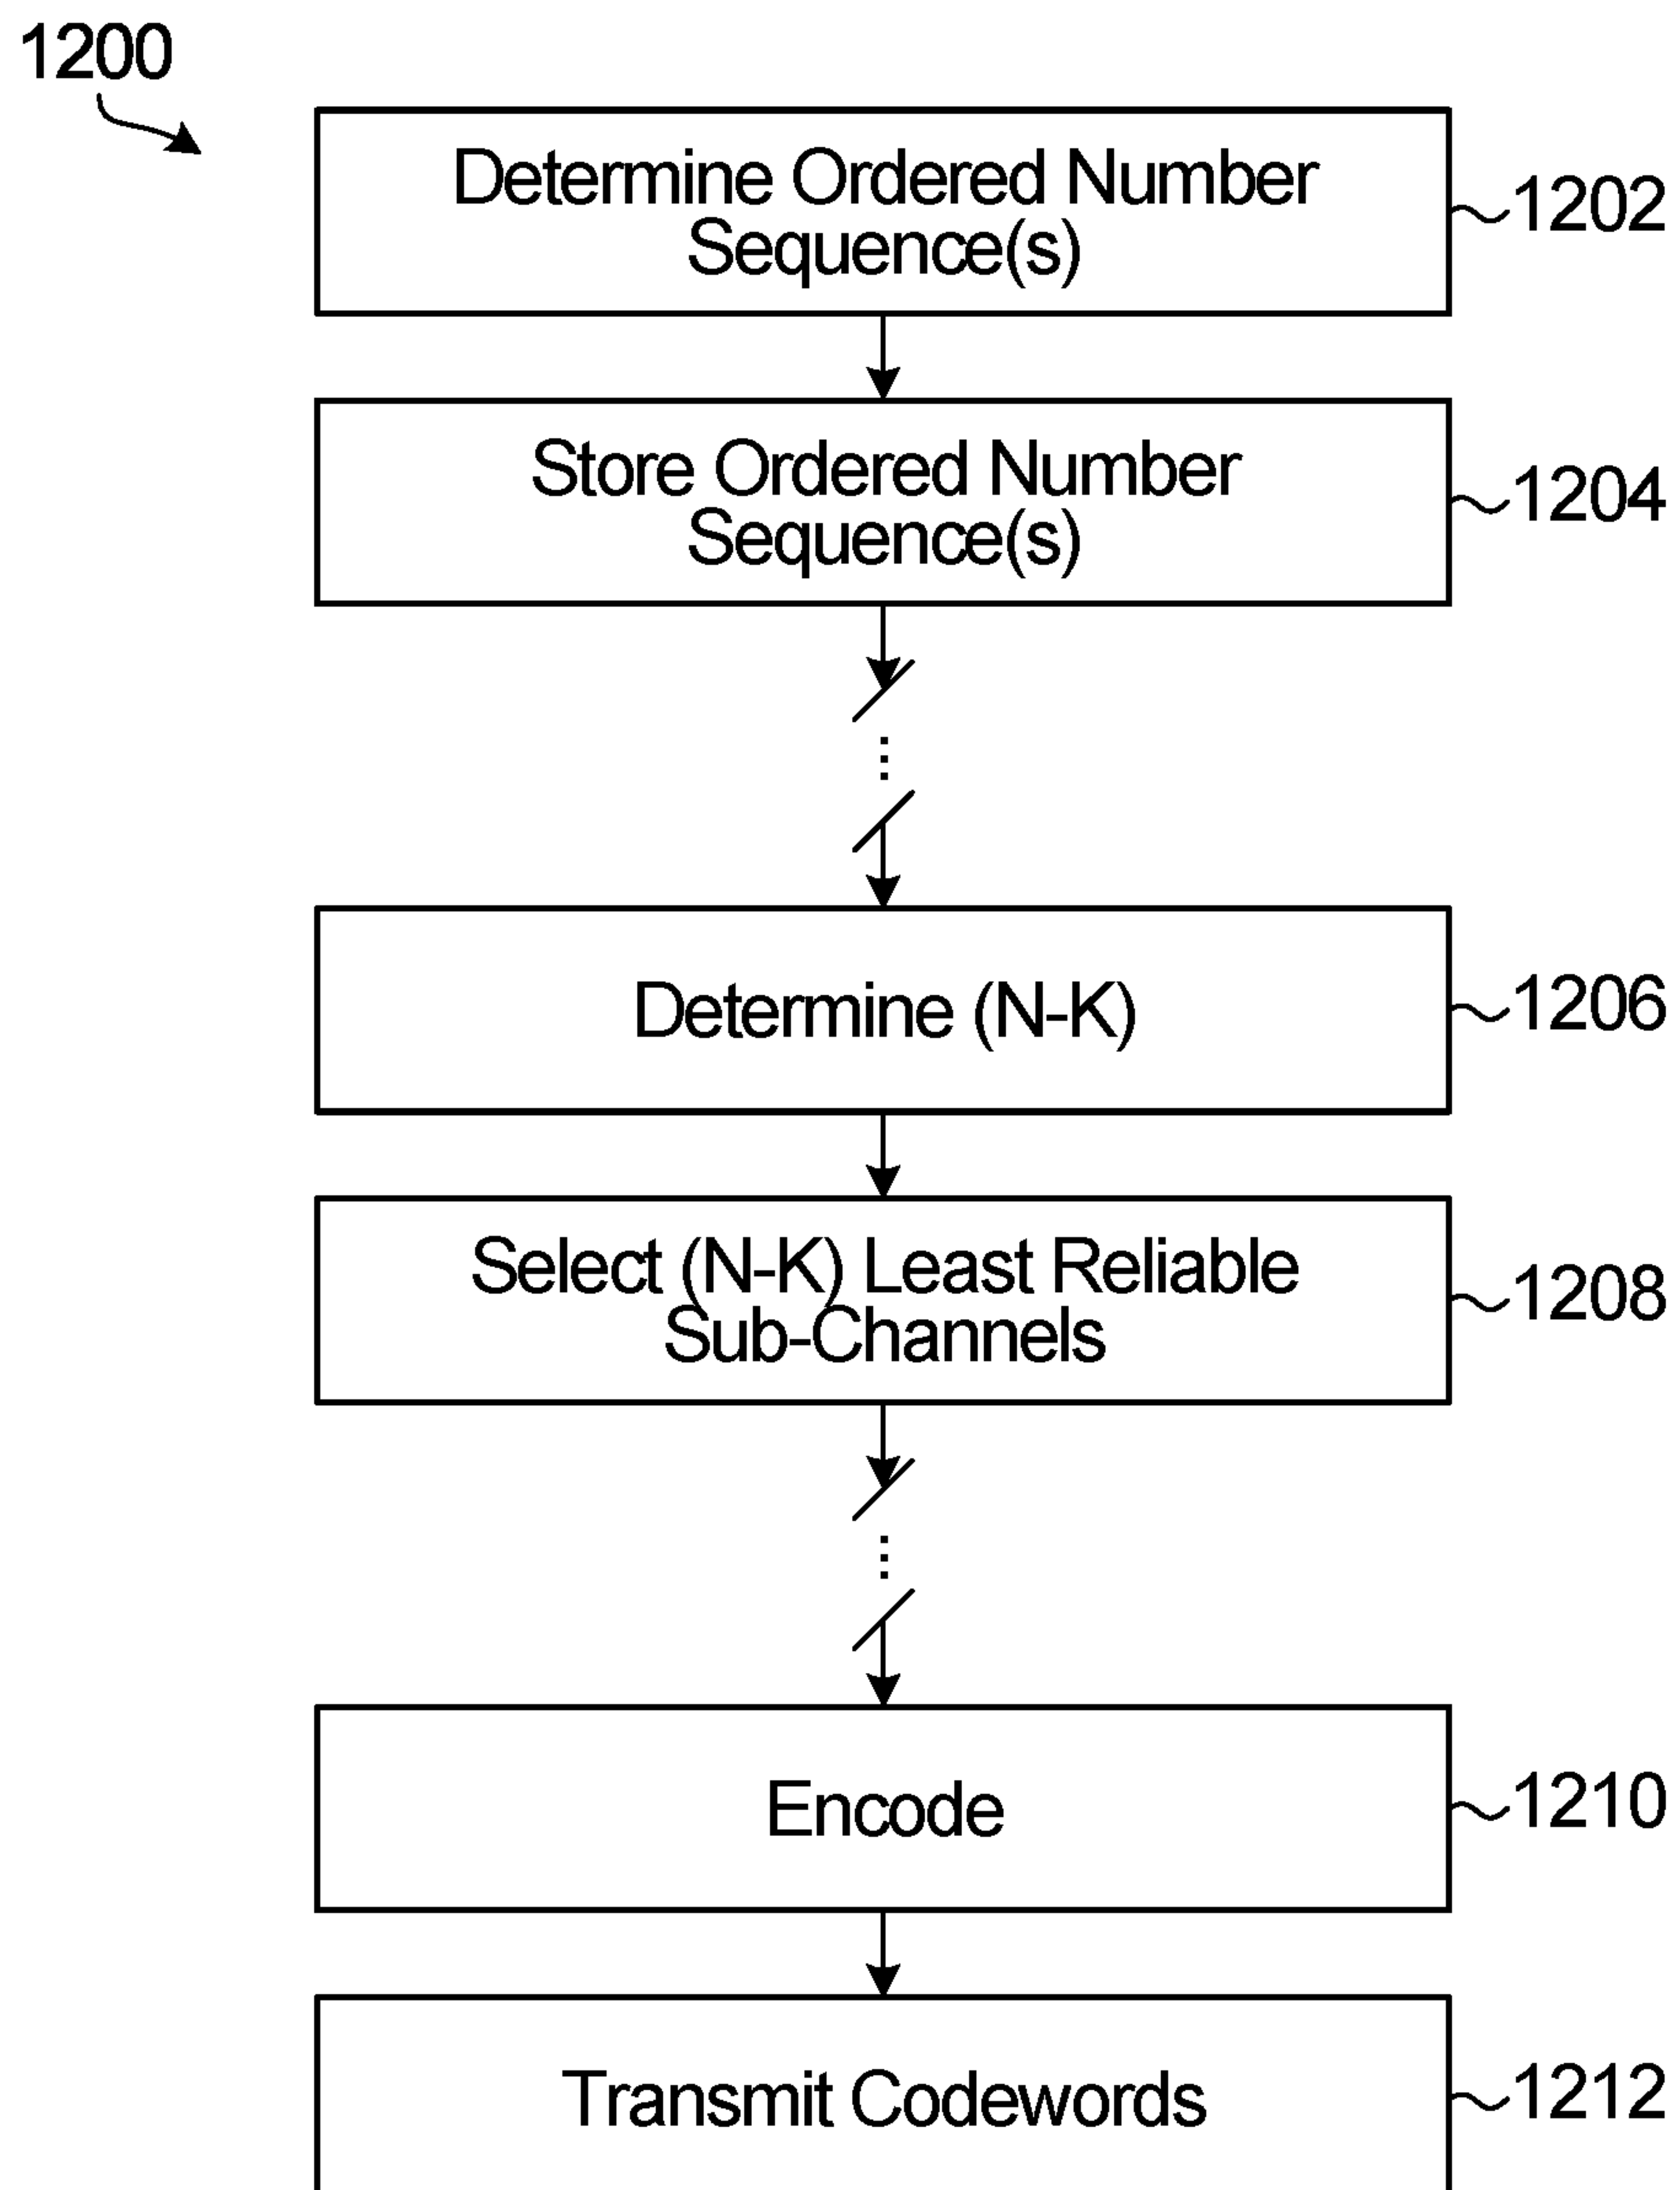 1200
Determine Ordered Number
Sequence(s)
1202
Store Ordered Number
Sequence(s)
1204
Determine (N-K)
1206
Select (N-K) Least Reliable
Sub-Channels
1208
Encode
1210
Transmit Codewords
1212